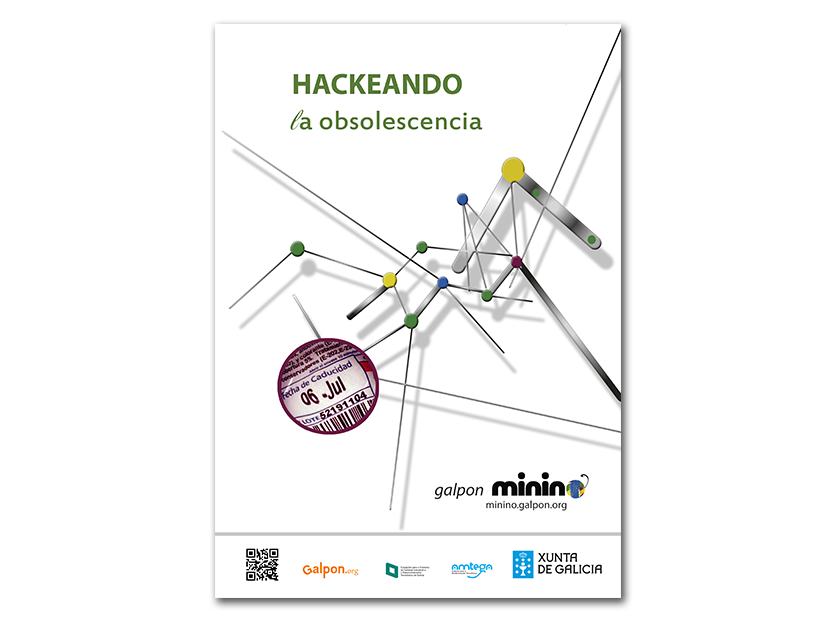 HACKEANDO
la obsolescencia
Fecha de Caducidad
06 -Jul
LOTE 62191104
galpon minino
minino.galpon.org
Galpon.org
amtega
XUNTA
DE GALICIA